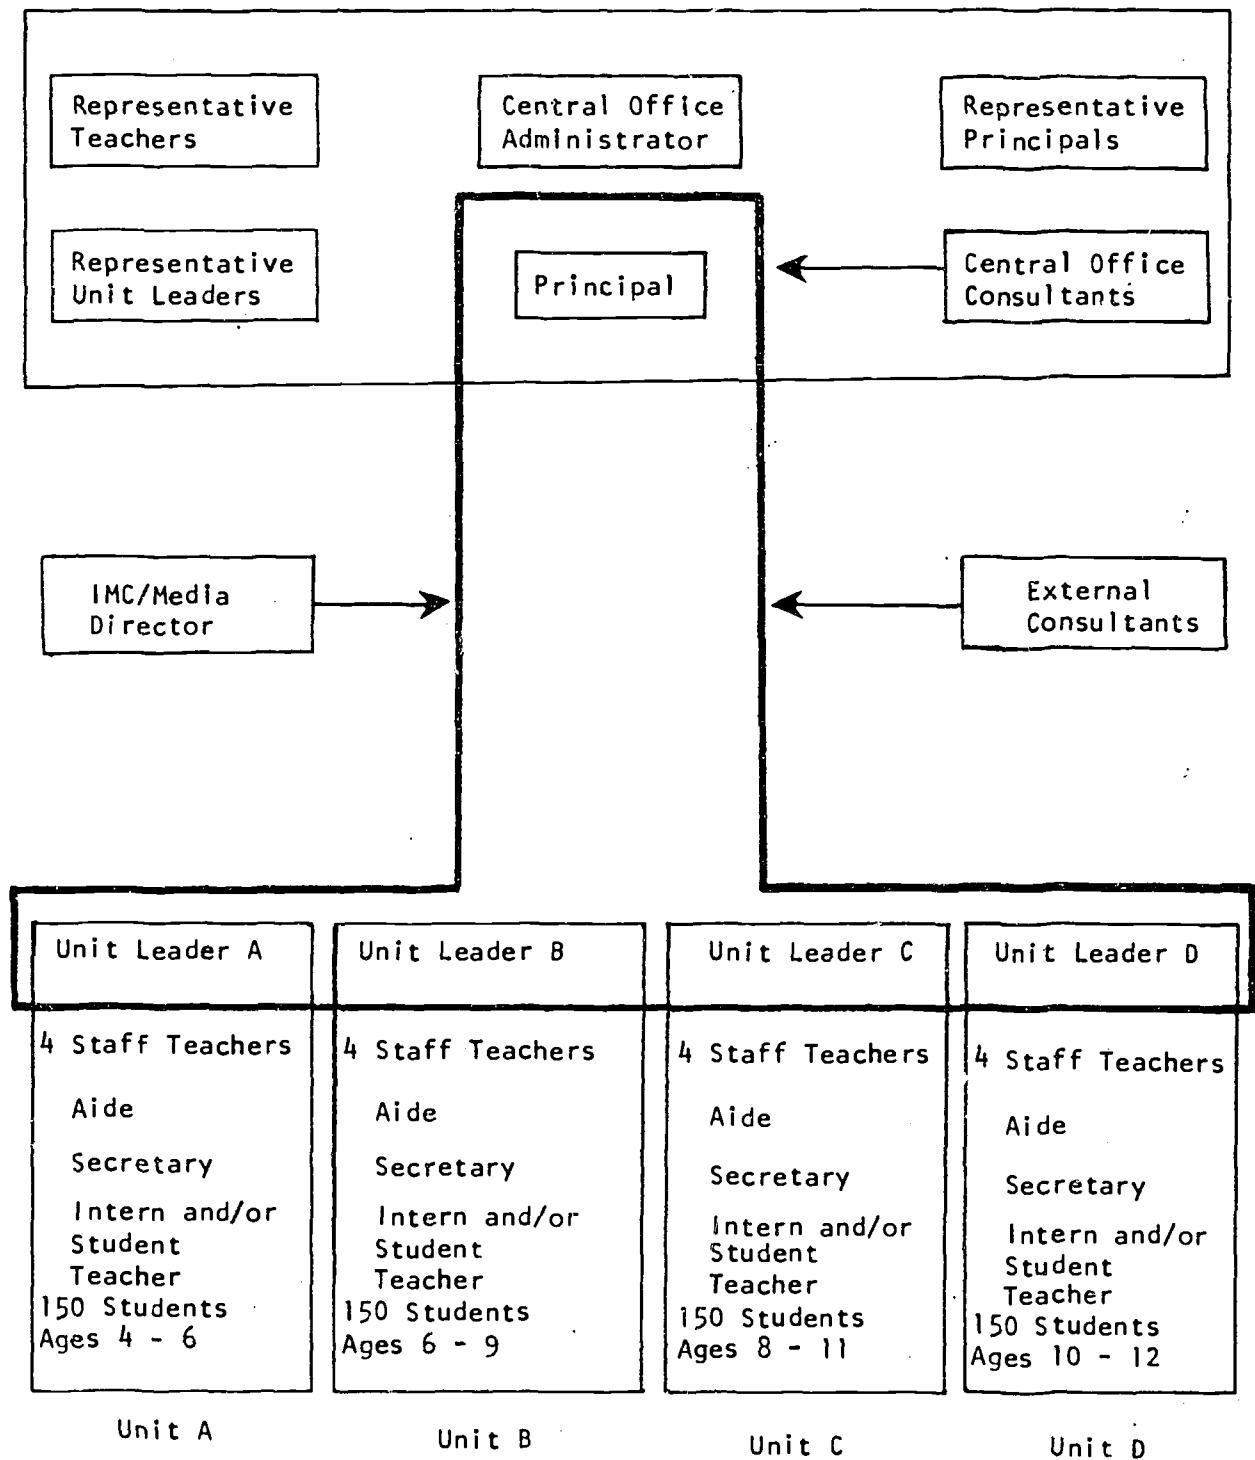 Representative
Teachers
Central Office
Administrator
Representative
Principals
Representative
Unit Leaders
Principal
Central Office
Consultants
IMC/Media
Director
External
Consultants
Unit Leader A
4 Staff Teachers
Aide
Secretary
Intern and/or
Student
Teacher
150 Students
Ages 4 - 6
Unit A
Unit Leader B
4 Staff Teachers
Aide
Secretary
Intern and/or
Student
Teacher
150 Students
Ages 6 - 9
Unit B
Unit Leader C
4 Staff Teachers
Aide
Secretary
Intern and/or
Student
Teacher
150 Students
Ages 8 - 11
Unit C
Unit Leader D
4 Staff Teachers
Aide
Secretary
Intern and/or
Student
Teacher
150 Students
Ages 10 - 12
Unit D